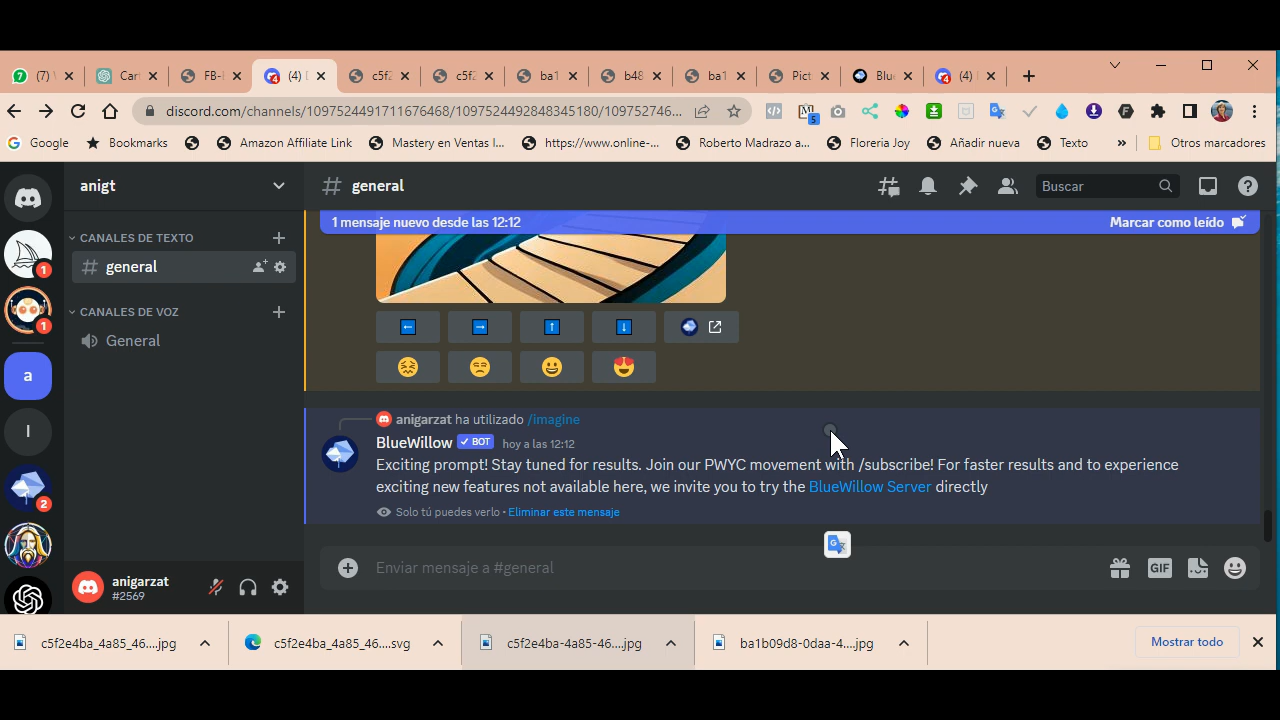 (7)
Car
FB-
(4)
c5f2
c5f2
ba1
b48
ba1
Pict
Blu
(4)
discord.com/channels/1097524491711676468/1097524492848345180/109752746...
5
Google
Bookmarks
Amazon Affiliate Link
Mastery en Ventas I...
https://www.online-...
Roberto Madrazo a...
Floreria Joy
Añadir nueva
Texto
»
Otros marcadores
anigt
general
Buscar
1 mensaje nuevo desde las 12:12
Marcar como leído
CANALES DE TEXTO
general
CANALES DE VOZ
General
1
1
a
I
2
anigarzat ha utilizado /imagine
BlueWillow BOT hoy a las 12:12
Exciting prompt! Stay tuned for results. Join our PWYC movement with /subscribe! For faster results and to experience
exciting new features not available here, we invite you to try the BlueWillow Server directly
Solo tú puedes verlo • Eliminar este mensaje
Enviar mensaje a #general
GIF
anigarzat
#2569
c5f2e4ba_4a85_46....jpg
c5f2e4ba_4a85_46....svg
c5f2e4ba-4a85-46....jpg
ba1b09d8-0daa-4....jpg
Mostrar todo